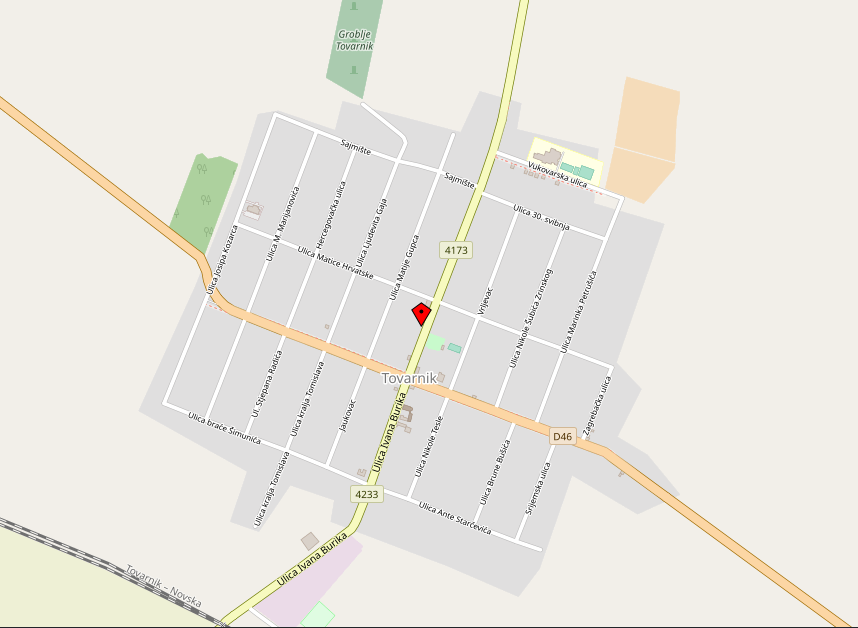 Groblje
Tovarnik
Sajmište
Vukovarska ulica
Sajmište
Ulica 30. svibnja
Ulica M. Marijanovića
Hercegovačka ulica
Ulica Ljudevita Gaja
Ulica Matije Gupca
4173
Ulica Josipa Kozarca
Ulica Matice Hrvatske
Vrijevac
Ulica Nikole Šubića Zrinskog
Ulica Marinka Petrušića
Tovarnik
Ul. Stjepana Radića
Ulica kralja Tomislava
Jaukovac
Ulica Ivana Burika
Ulica Nikole Tesle
Zagrebačka ulica
D46
Ulica braće Šimunića
Ulica kralja Tomislava
Ulica Brune Bušića
Srijemska ulica
4233
Ulica Ante Starčevića
Ulica Ivana Burika
Tovarnik – Novska